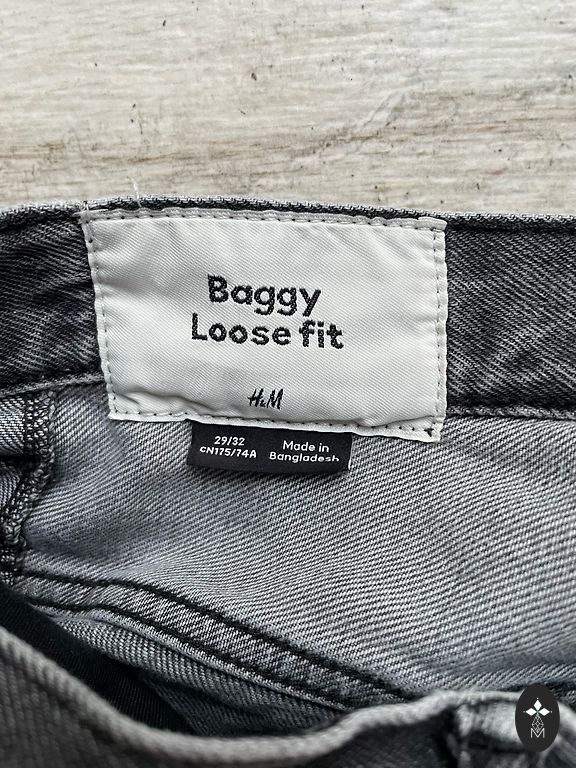 Baggy
Loose fit
H&M
29/32
CN175/74A
Made in
Bangladesh
M